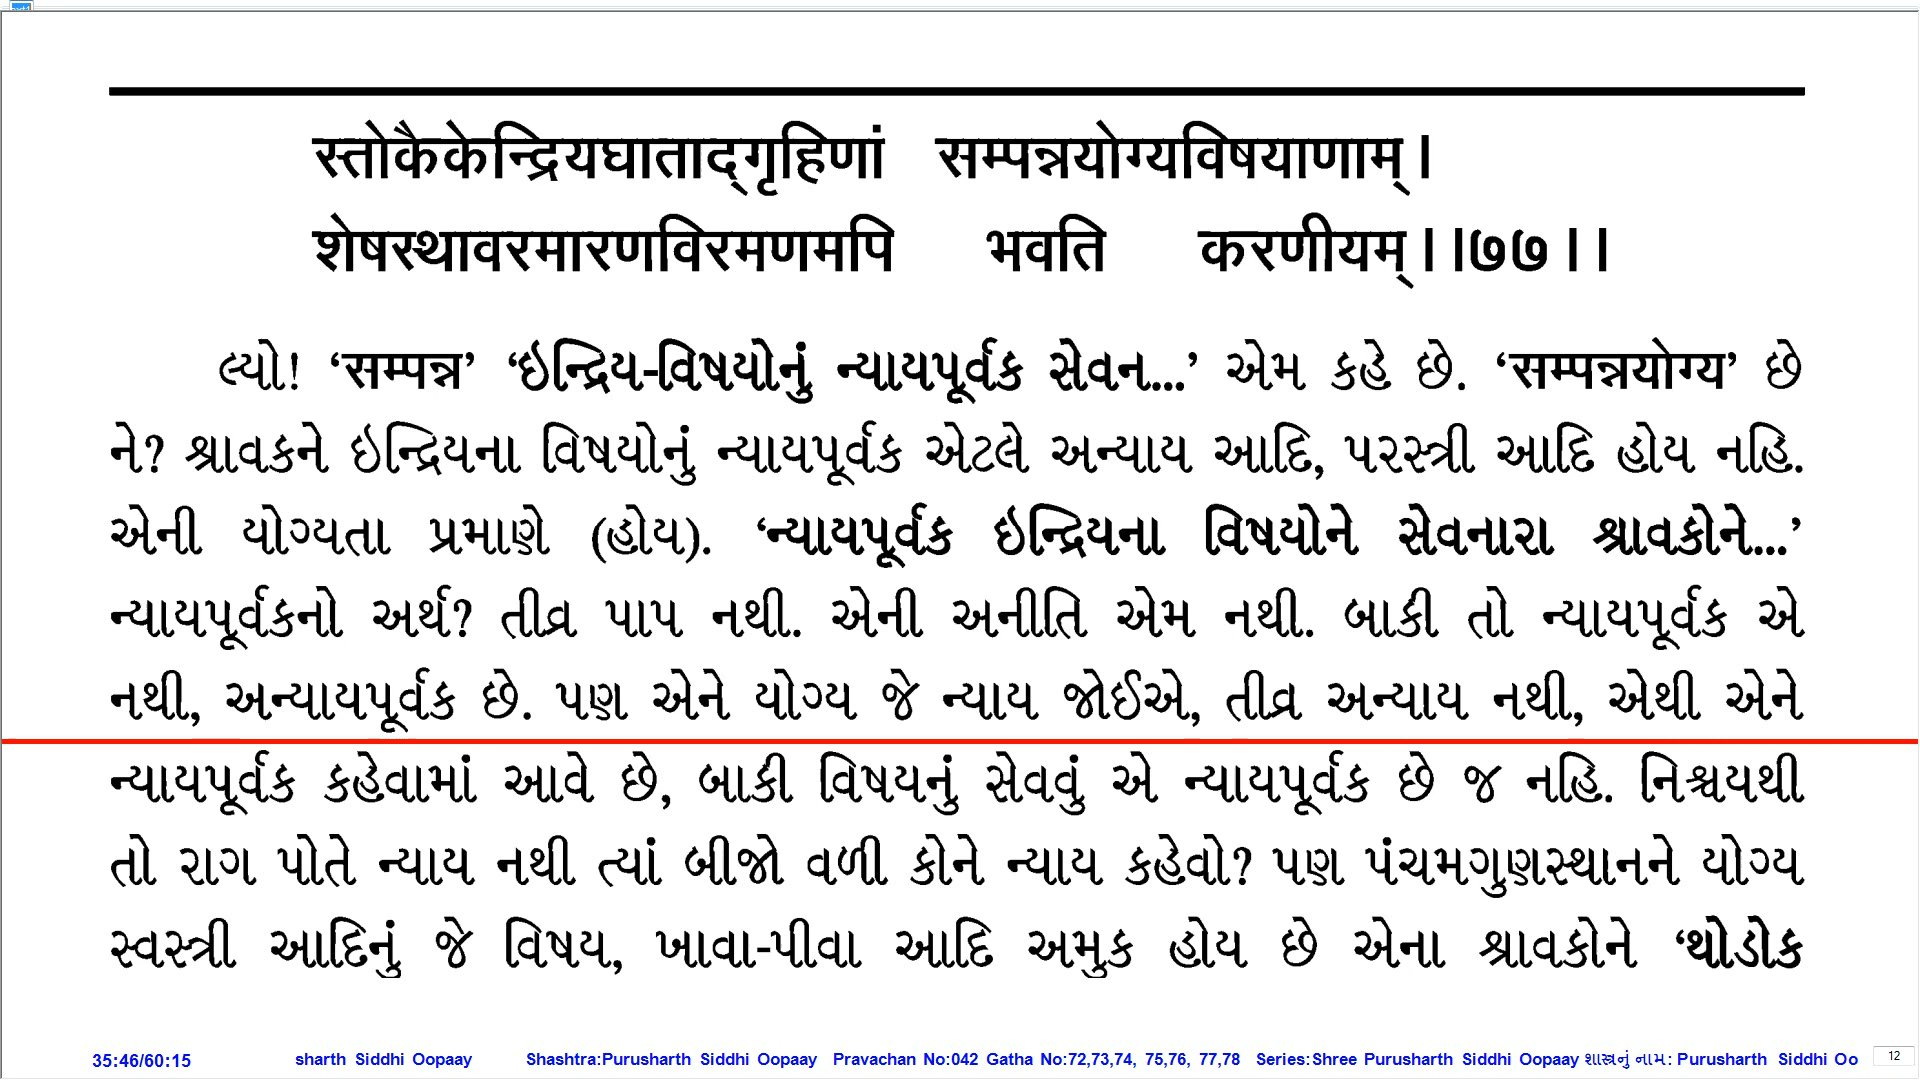 स्तोकैकेन्द्रियघाताद्गृहिणां सम्पन्नयोग्यविषयाणाम्।
शेषस्थावरमारणविरमणमपि भवति करणीयम्।।७७।।
લ્યો! ‘सम्पन्न’ ‘ઇન્દ્રિય-વિષયોનું ન્યાયપૂર્વક સેવન...’ એમ કહે છે. ‘सम्पन्नयोग्य’ છે
ને? શ્રાવકને ઇન્દ્રિયના વિષયોનું ન્યાયપૂર્વક એટલે અન્યાય આદિ, પરસ્ત્રી આદિ હોય નહિ.
એની યોગ્યતા પ્રમાણે (હોય). ‘ન્યાયપૂર્વક ઇન્દ્રિયના વિષયોને સેવનારા શ્રાવકોને...’
ન્યાયપૂર્વકનો અર્થ? તીવ્ર પાપ નથી. એની અનીતિ એમ નથી. બાકી તો ન્યાયપૂર્વક એ
નથી, અન્યાયપૂર્વક છે. પણ એને યોગ્ય જે ન્યાય જોઈએ, તીવ્ર અન્યાય નથી, એથી એને
ન્યાયપૂર્વક કહેવામાં આવે છે, બાકી વિષયનું સેવવું એ ન્યાયપૂર્વક છે જ નહિ. નિશ્ચયથી
તો રાગ પોતે ન્યાય નથી ત્યાં બીજો વળી કોને ન્યાય કહેવો? પણ પંચમગુણસ્થાનને યોગ્ય
સ્વસ્ત્રી આદિનું જે વિષય, ખાવા-પીવા આદિ અમુક હોય છે એના શ્રાવકોને ‘થોડોક
35:46/60:15 sharth Siddhi Oopaay Shashtra:Purusharth Siddhi Oopaay Pravachan No:042 Gatha No:72,73,74, 75,76, 77,78 Series:Shree Purusharth Siddhi Oopaay શાસ્ત્રનું નામ: Purusharth Siddhi Oo 12